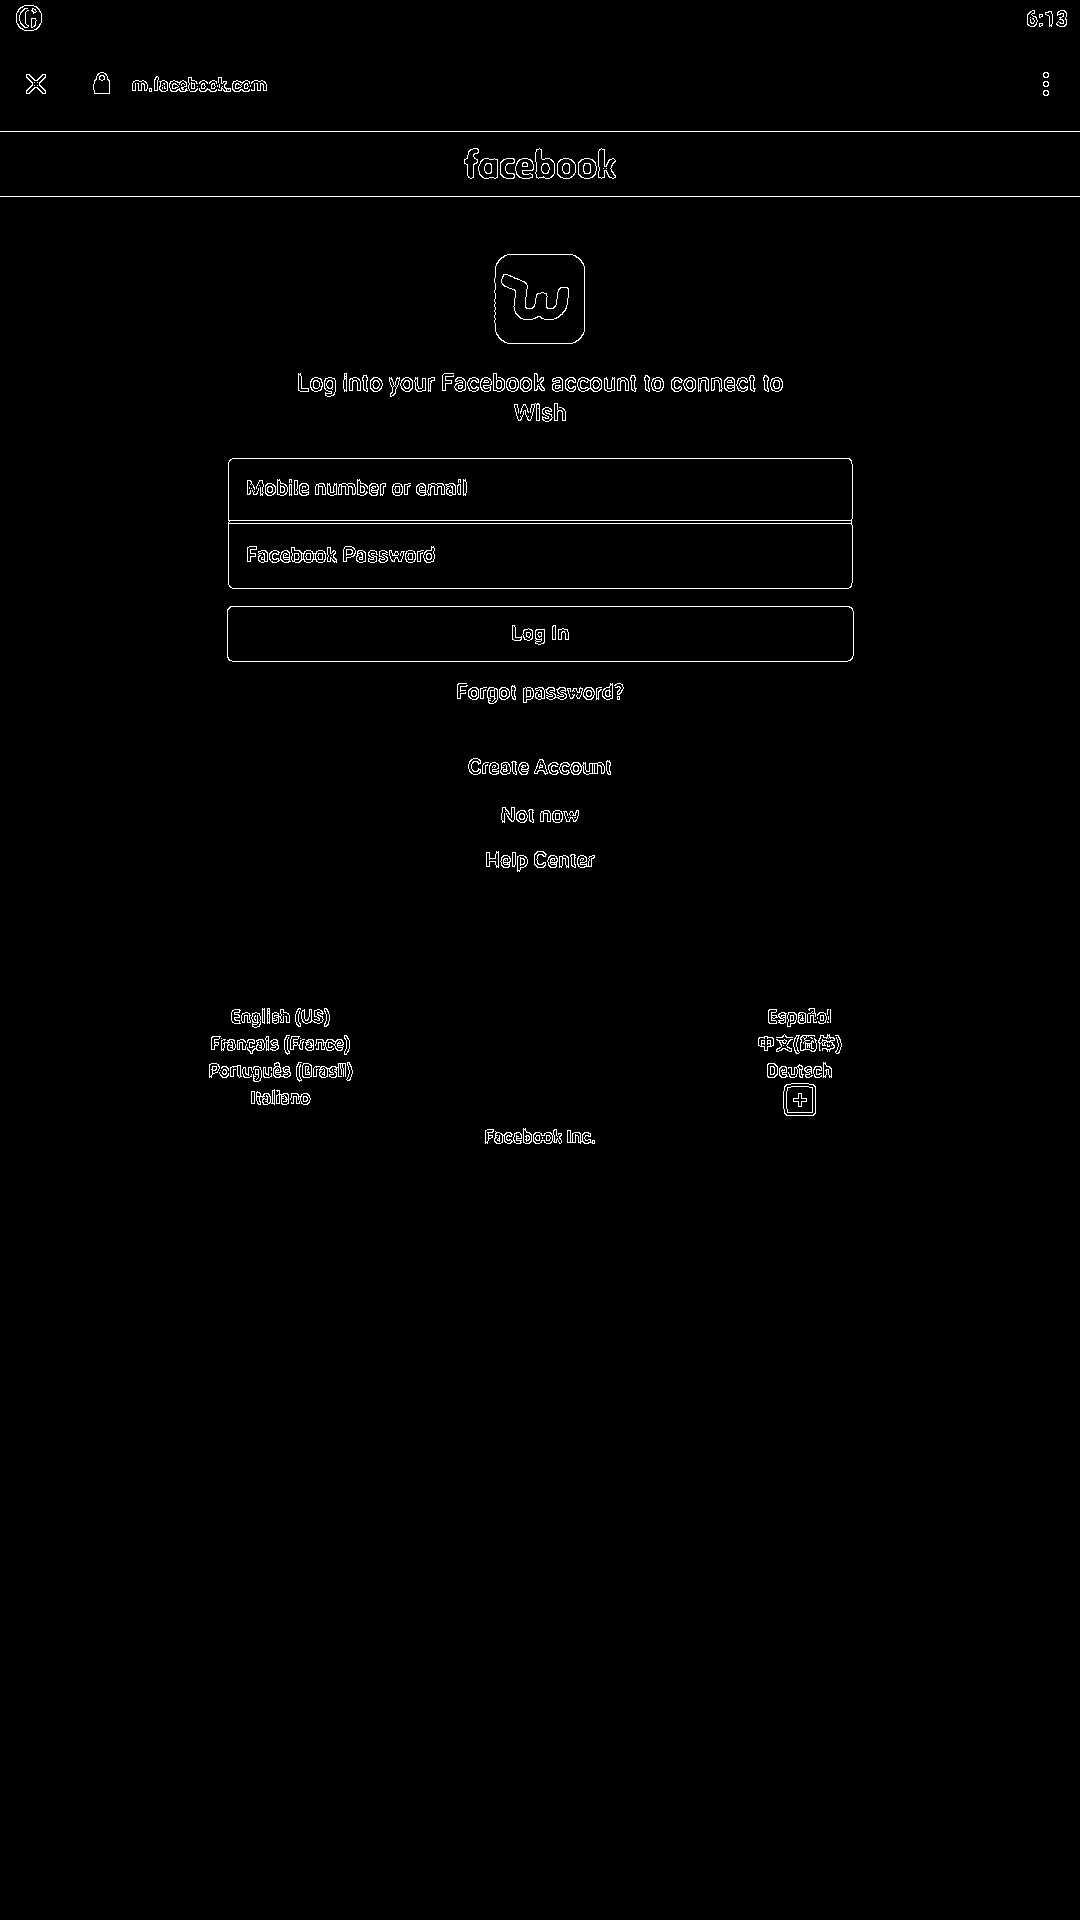 6:13
m.facebook.com
facebook
Log into your Facebook account to connect to
Wish
Mobile number or email
Facebook Password
Log In
Forgot password?
Create Account
Not now
Help Center
English (US)
Español
Français (France)
中文(简体)
Português (Brasil)
Deutsch
Italiano
Facebook Inc.